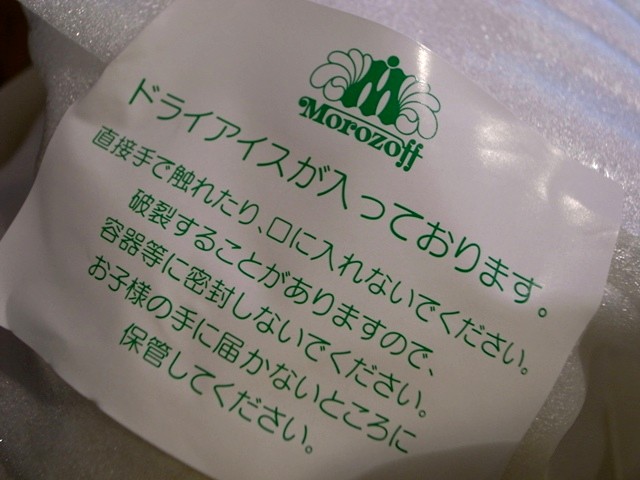 Morozoff
ドライアイスが入っております。
直接手で触れたり、口に入れないでください。
破裂することがありますので、
容器等に密封しないでください。
お子様の手に届かないところに
保管してください。